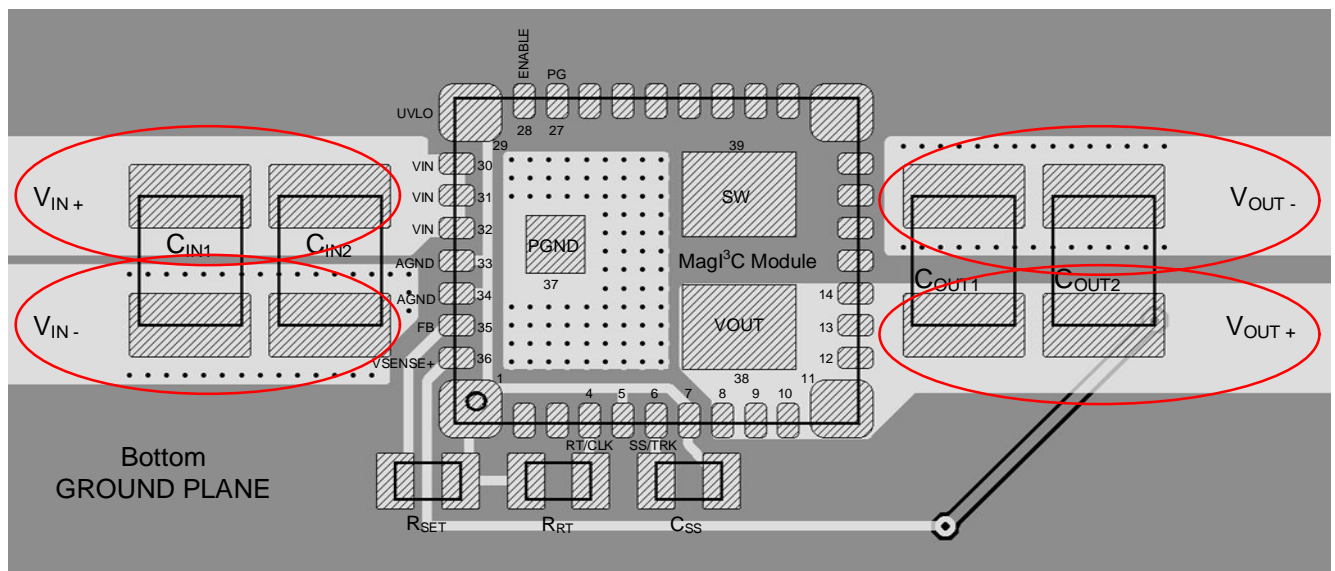 ENABLE
PG
UVLO
28
27
29
39
VIN
30
VIN
31
VIN
32
AGND
33
AGND
34
FB
35
VSENSE+
36
VIN +
CIN1
CIN2
VIN -
PGND
37
SW
MagI³C Module
VOUT
38
14
13
12
11
1
4
5
6
7
8
9
10
VOUT -
COUT1
COUT2
VOUT +
RT/CLK
SS/TRK
Bottom
GROUND PLANE
RSET
RRT
CSS